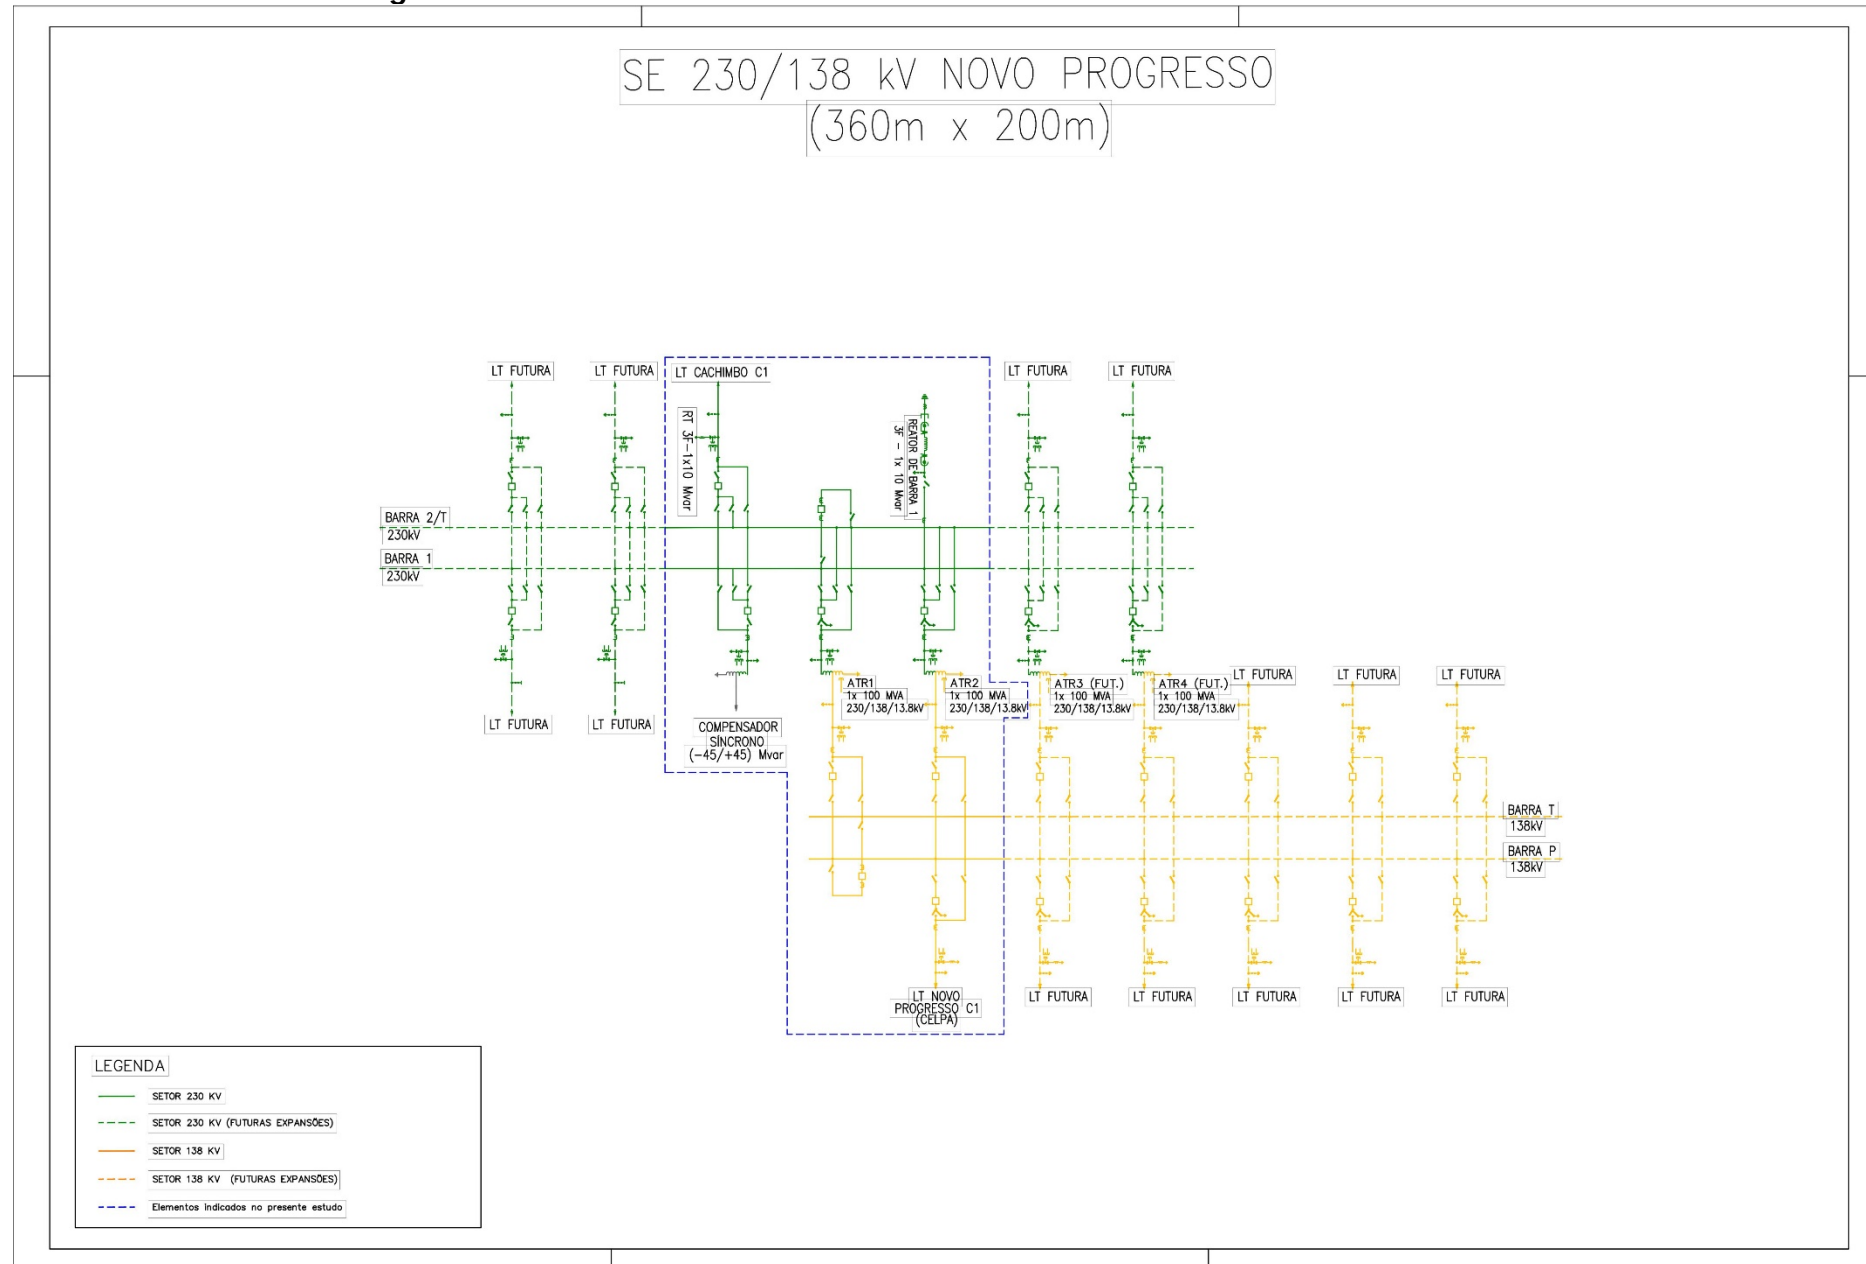 SE 230/138 kV NOVO PROGRESSO
(360m x 200m)
LT FUTURA
LT FUTURA
LT CACHIMBO C1
LT FUTURA
LT FUTURA
RT 3F-1x10 Mvar
REATOR DE BARRA 1
3F - 1x 10 Mvar
BARRA 2/T
230kV
BARRA 1
230kV
LT FUTURA
LT FUTURA
COMPENSADOR
SÍNCRONO
(-45/+45) Mvar
ATR1
1x 100 MVA
230/138/13.8kV
ATR2
1x 100 MVA
230/138/13.8kV
ATR3 (FUT.)
1x 100 MVA
230/138/13.8kV
ATR4 (FUT.)
1x 100 MVA
230/138/13.8kV
LT FUTURA
LT FUTURA
LT FUTURA
BARRA T
138kV
BARRA P
138kV
LT NOVO
PROGRESSO C1
(CELPA)
LT FUTURA
LT FUTURA
LT FUTURA
LT FUTURA
LT FUTURA
LEGENDA
SETOR 230 KV
SETOR 230 KV (FUTURAS EXPANSÕES)
SETOR 138 KV
SETOR 138 KV (FUTURAS EXPANSÕES)
Elementos indicados no presente estudo